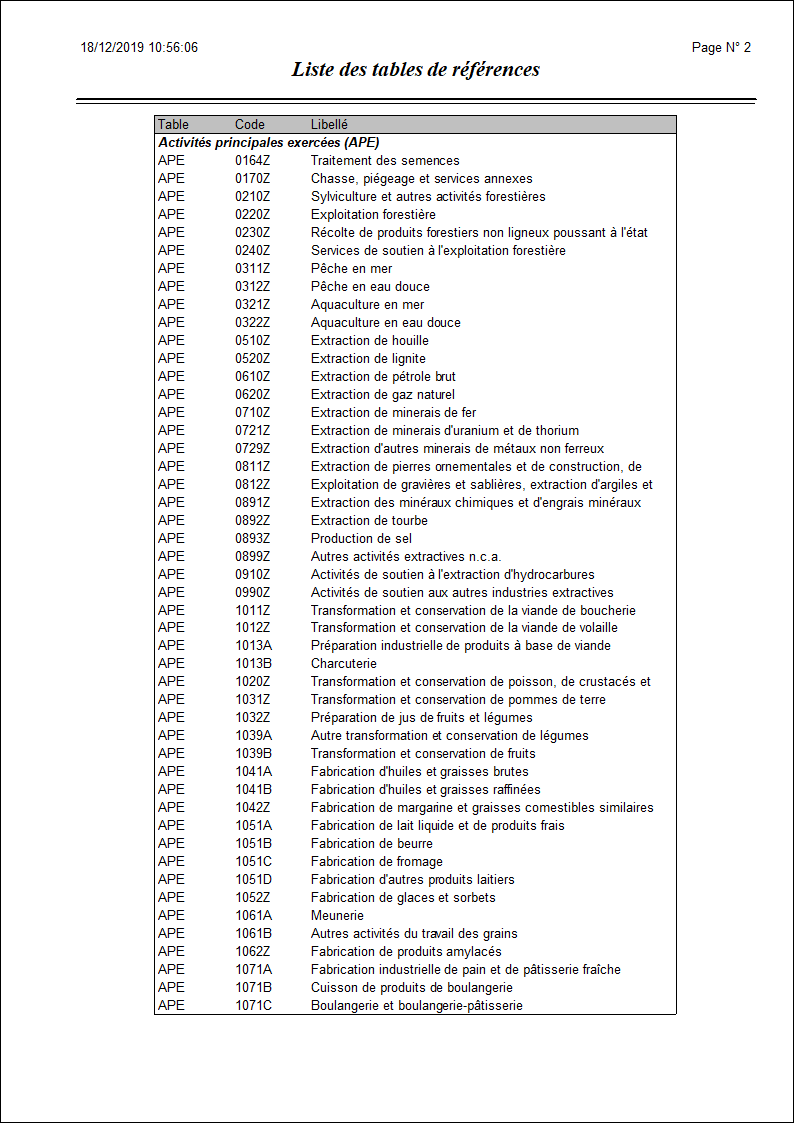 18/12/2019 10:56:06 Page N° 2
Liste des tables de références
Table Code Libellé
Activités principales exercées (APE)
APE 0164Z Traitement des semences
APE 0170Z Chasse, piégeage et services annexes
APE 0210Z Sylviculture et autres activités forestières
APE 0220Z Exploitation forestière
APE 0230Z Récolte de produits forestiers non ligneux poussant à l'état
APE 0240Z Services de soutien à l'exploitation forestière
APE 0311Z Pêche en mer
APE 0312Z Pêche en eau douce
APE 0321Z Aquaculture en mer
APE 0322Z Aquaculture en eau douce
APE 0510Z Extraction de houille
APE 0520Z Extraction de lignite
APE 0610Z Extraction de pétrole brut
APE 0620Z Extraction de gaz naturel
APE 0710Z Extraction de minerais de fer
APE 0721Z Extraction de minerais d'uranium et de thorium
APE 0729Z Extraction d'autres minerais de métaux non ferreux
APE 0811Z Extraction de pierres ornementales et de construction, de
APE 0812Z Exploitation de gravières et sablières, extraction d'argiles et
APE 0891Z Extraction des minéraux chimiques et d'engrais minéraux
APE 0892Z Extraction de tourbe
APE 0893Z Production de sel
APE 0899Z Autres activités extractives n.c.a.
APE 0910Z Activités de soutien à l'extraction d'hydrocarbures
APE 0990Z Activités de soutien aux autres industries extractives
APE 1011Z Transformation et conservation de la viande de boucherie
APE 1012Z Transformation et conservation de la viande de volaille
APE 1013A Préparation industrielle de produits à base de viande
APE 1013B Charcuterie
APE 1020Z Transformation et conservation de poisson, de crustacés et
APE 1031Z Transformation et conservation de pommes de terre
APE 1032Z Préparation de jus de fruits et légumes
APE 1039A Autre transformation et conservation de légumes
APE 1039B Transformation et conservation de fruits
APE 1041A Fabrication d'huiles et graisses brutes
APE 1041B Fabrication d'huiles et graisses raffinées
APE 1042Z Fabrication de margarine et graisses comestibles similaires
APE 1051A Fabrication de lait liquide et de produits frais
APE 1051B Fabrication de beurre
APE 1051C Fabrication de fromage
APE 1051D Fabrication d'autres produits laitiers
APE 1052Z Fabrication de glaces et sorbets
APE 1061A Meunerie
APE 1061B Autres activités du travail des grains
APE 1062Z Fabrication de produits amylacés
APE 1071A Fabrication industrielle de pain et de pâtisserie fraîche
APE 1071B Cuisson de produits de boulangerie
APE 1071C Boulangerie et boulangerie-pâtisserie